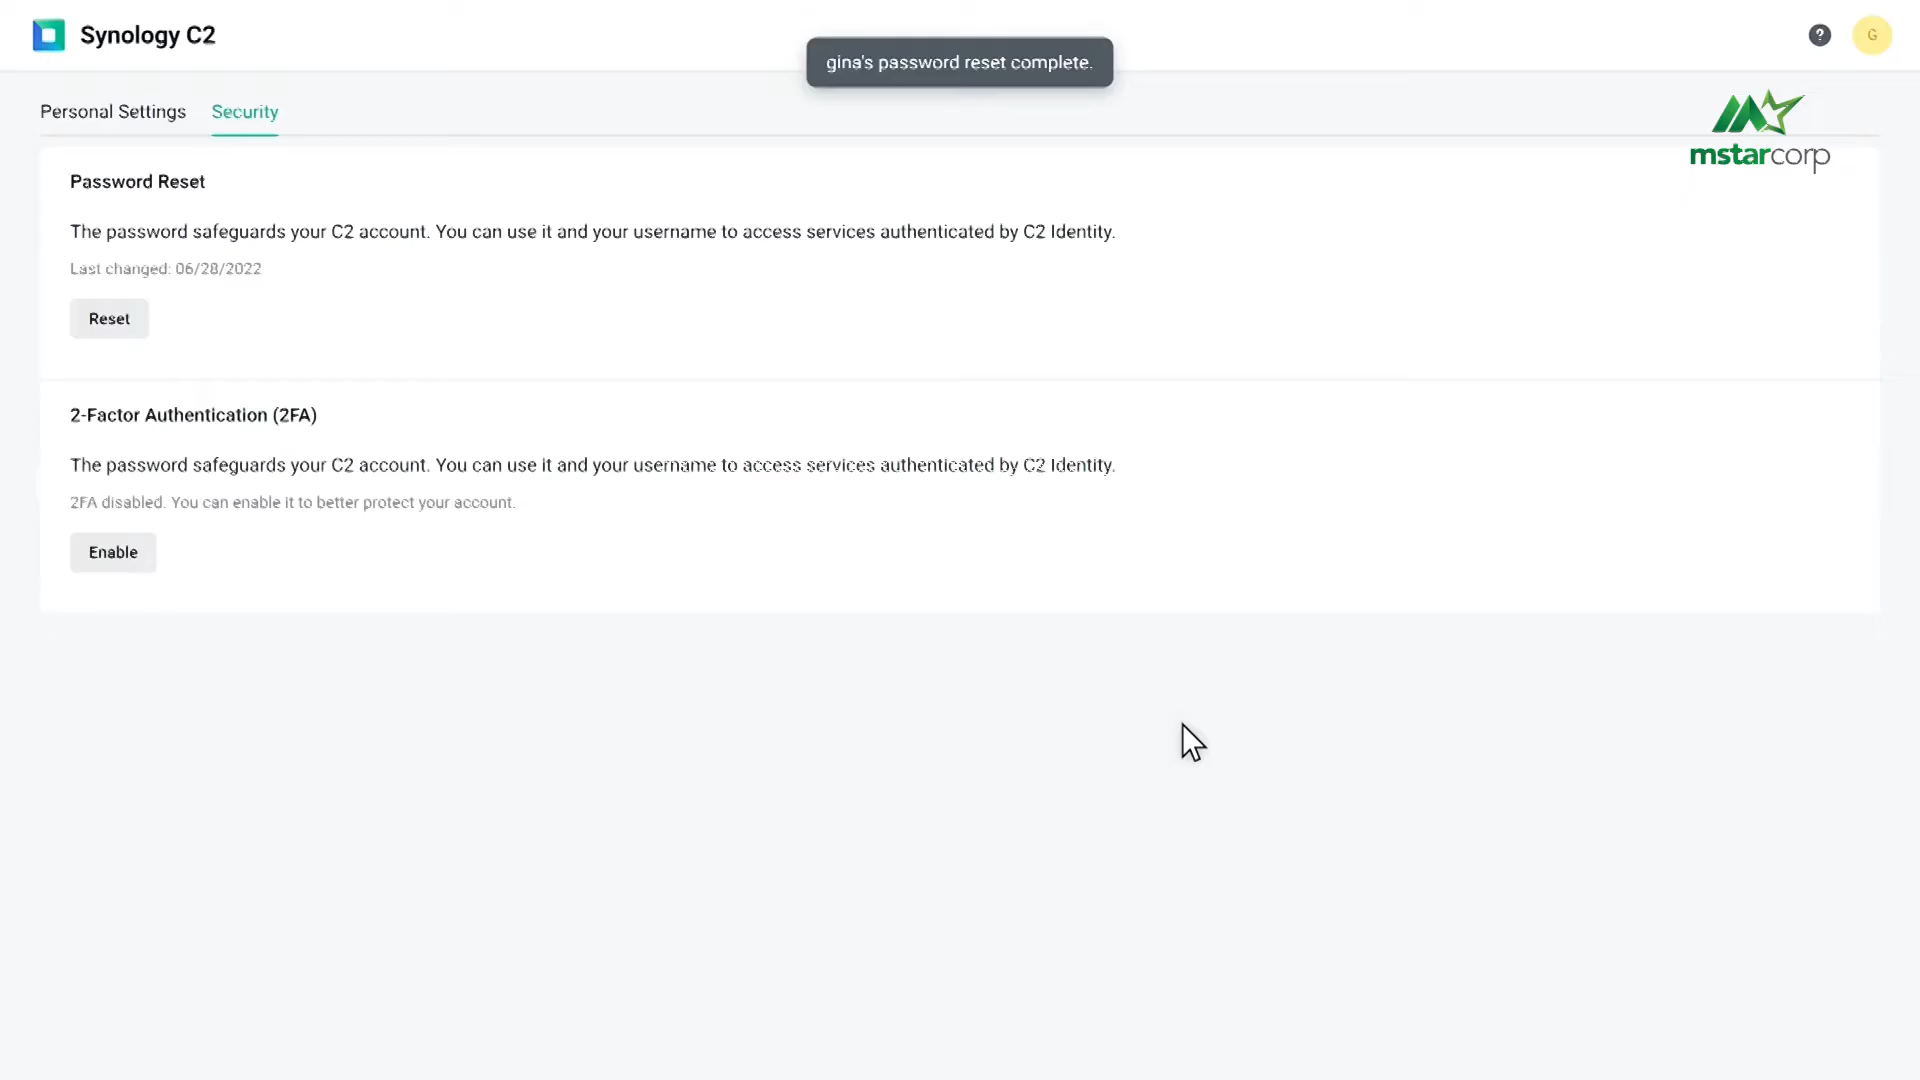 Synology C2
gina's password reset complete.
?
G
Personal Settings
Security
mstarcorp
Password Reset
The password safeguards your C2 account. You can use it and your username to access services authenticated by C2 Identity.
Last changed: 06/28/2022
Reset
2-Factor Authentication (2FA)
The password safeguards your C2 account. You can use it and your username to access services authenticated by C2 Identity.
2FA disabled. You can enable it to better protect your account.
Enable